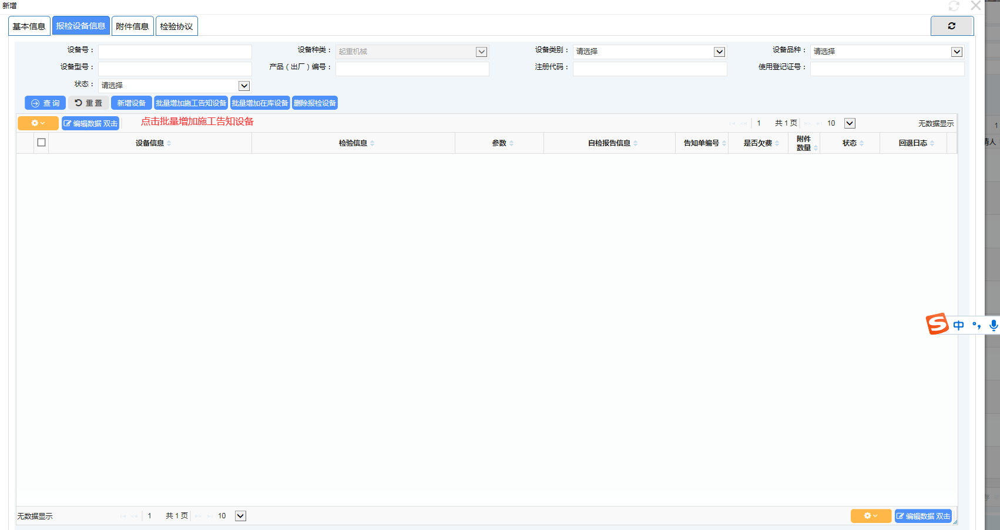 新增
基本信息 报检设备信息 附件信息 检验协议
设备号： 设备种类： 起重机械 设备类别： 请选择 设备品种： 请选择
设备型号： 产品（出厂）编号： 注册代码： 使用登记证号：
状态： 请选择
查 询 重 置 新增设备 批量增加施工告知设备 批量增加在库设备 删除报检设备
编辑数据 双击 点击批量增加施工告知设备 1 共 1 页 10 无数据显示
1
设备信息 检验信息 参数 自检报告信息 告知单编号 是否欠费 附件数量 状态 回退日志
请人
中
无数据显示 1 共 1 页 10 编辑数据 双击